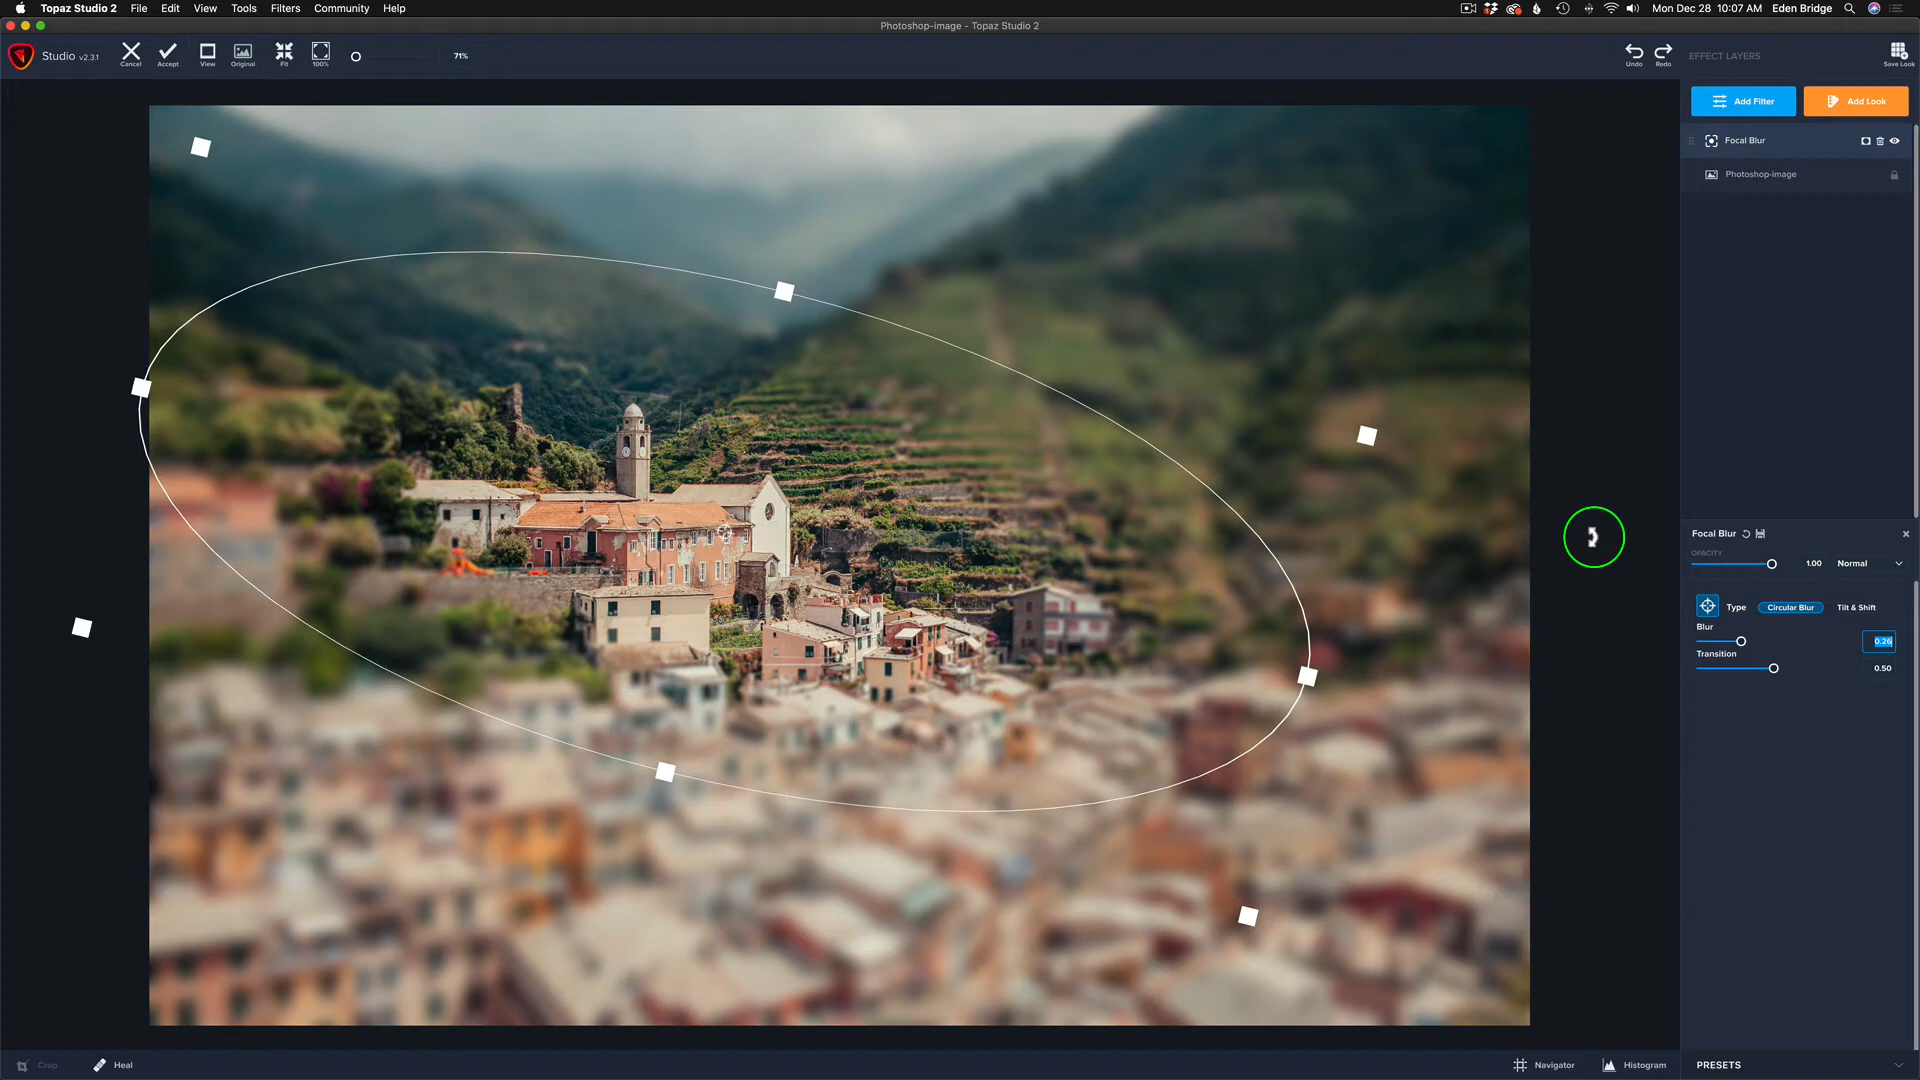 Topaz Studio 2 File Edit View Tools Filters Community Help Mon Dec 28 10:07 AM Eden Bridge
Photoshop-image - Topaz Studio 2
Studio v2.3.1 Cancel Accept View Original Fit 100% 71% Undo Redo EFFECT LAYERS Save Look
Add Filter Add Look
Focal Blur
Photoshop-image
Focal Blur
OPACITY
1.00 Normal
Type Circular Blur Tilt & Shift
Blur
0.26
Transition
0.50
Crop Heal Navigator Histogram PRESETS